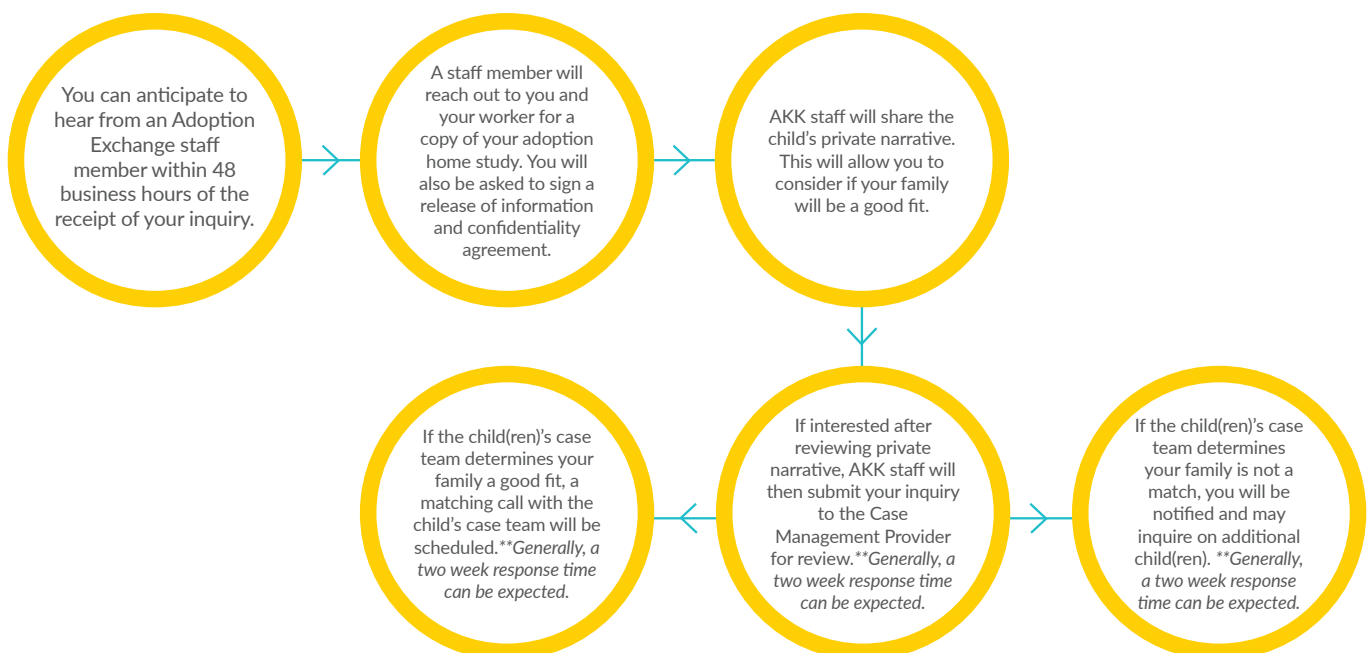 You can anticipate to
hear from an Adoption
Exchange staff
member within 48
business hours of the
receipt of your inquiry.
A staff member will
reach out to you and
your worker for a
copy of your adoption
home study. You will
also be asked to sign a
release of information
and confidentiality
agreement.
AKK staff will share the
child’s private narrative.
This will allow you to
consider if your family
will be a good fit.
If the child(ren)’s case
team determines your
family a good fit, a
matching call with the
child’s case team will be
scheduled.**Generally, a
two week response time
can be expected.
If interested after
reviewing private
narrative, AKK staff will
then submit your inquiry
to the Case
Management Provider
for review.**Generally, a
two week response time
can be expected.
If the child(ren)’s case
team determines
your family is not a
match, you will be
notified and may
inquire on additional
child(ren). **Generally,
a two week response
time can be expected.